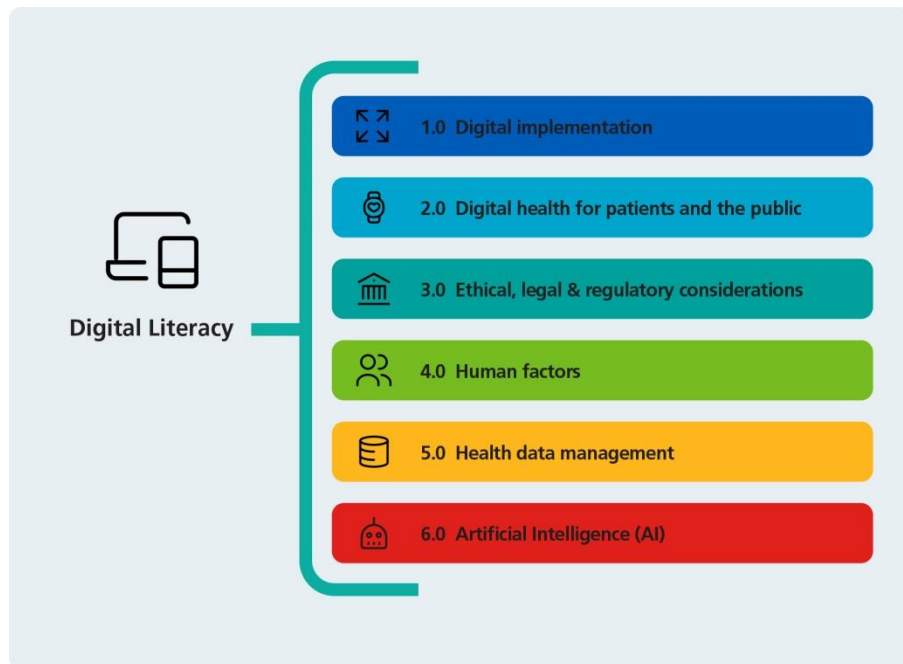 Digital Literacy
1.0 Digital implementation
2.0 Digital health for patients and the public
3.0 Ethical, legal & regulatory considerations
4.0 Human factors
5.0 Health data management
6.0 Artificial Intelligence (AI)